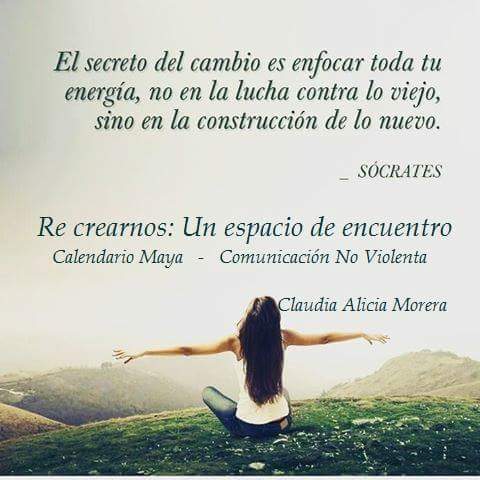 El secreto del cambio es enfocar toda tu
energía, no en la lucha contra lo viejo,
sino en la construcción de lo nuevo.
_ SÓCRATES
Re crearnos: Un espacio de encuentro
Calendario Maya - Comunicación No Violenta
Claudia Alicia Morera